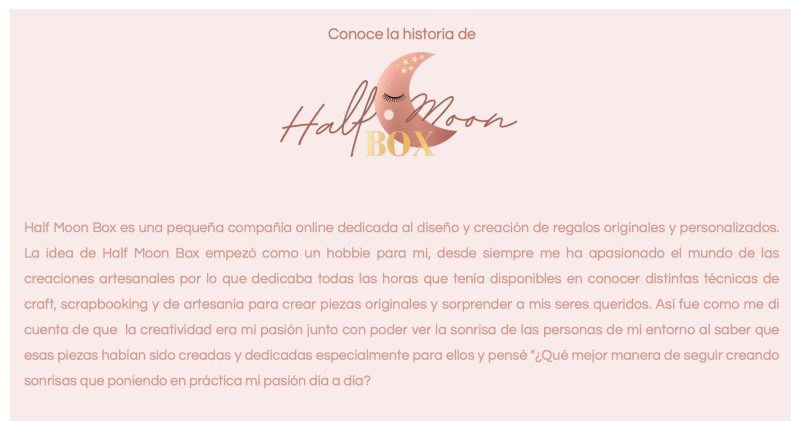 Conoce la historia de
Half Moon
BOX
Half Moon Box es una pequeña compañia online dedicada al diseño y creación de regalos originales y personalizados.
La idea de Half Moon Box empezó como un hobbie para mi, desde siempre me ha apasionado el mundo de las
creaciones artesanales por lo que dedicaba todas las horas que tenía disponibles en conocer distintas técnicas de
craft, scrapbooking y de artesania para crear piezas originales y sorprender a mis seres queridos. Así fue como me di
cuenta de que  la creatividad era mi pasión junto con poder ver la sonrisa de las personas de mi entorno al saber que
esas piezas habian sido creadas y dedicadas especialmente para ellos y pensé "¿Qué mejor manera de seguir creando
sonrisas que poniendo en práctica mi pasión día a día?